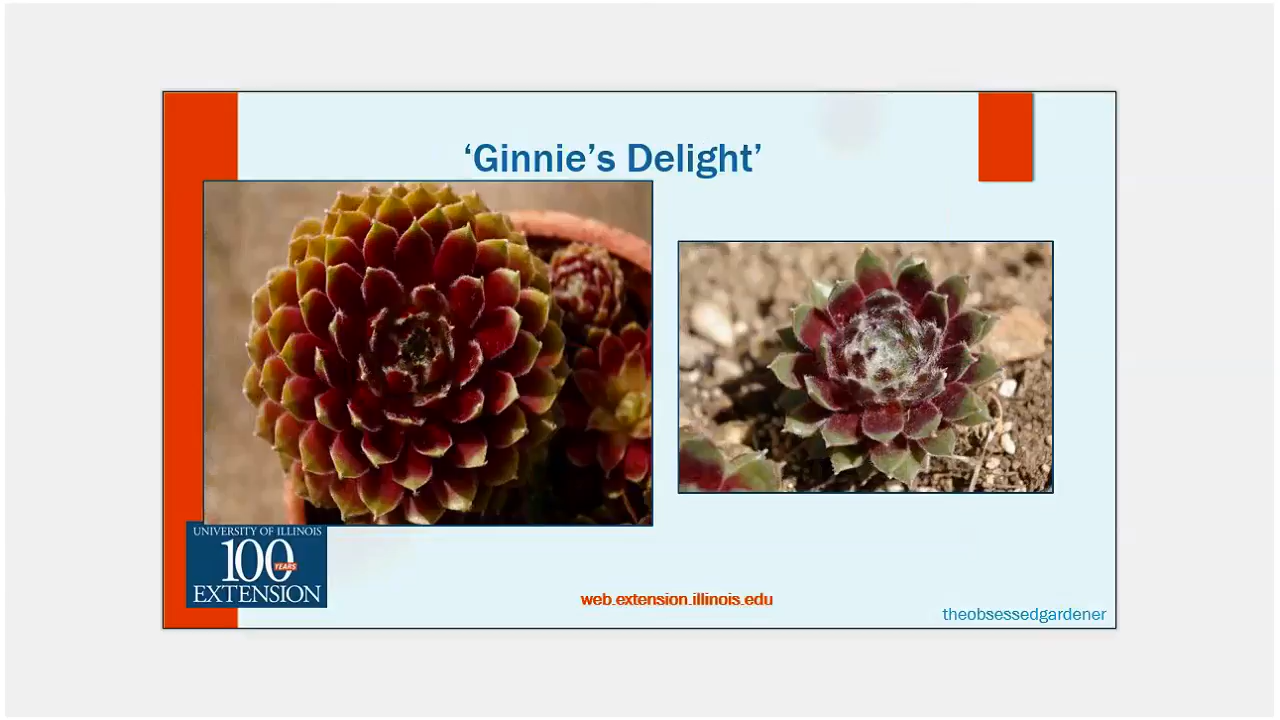 ‘Ginnie’s Delight’
UNIVERSITY OF ILLINOIS
100
YEARS
EXTENSION
web.extension.illinois.edu
theobsessedgardener